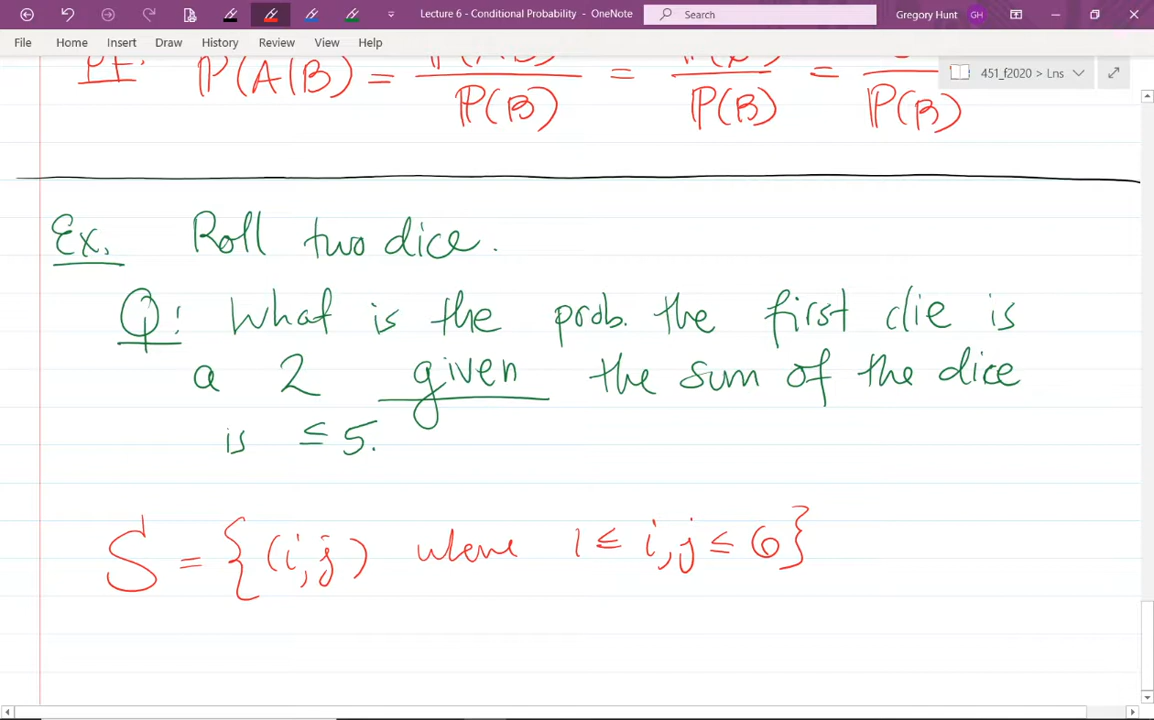 Lecture 6 - Conditional Probability - OneNote
Search
Gregory Hunt GH
File Home Insert Draw History Review View Help
451_f2020 > Lns
Pf: P(A|B) = = =
P(B) P(B) P(B)
Ex. Roll two dice.
Q: What is the prob. the first die is
a 2 given the sum of the dice
is ≤ 5.
S = {(i,j) where 1 ≤ i,j ≤ 6}